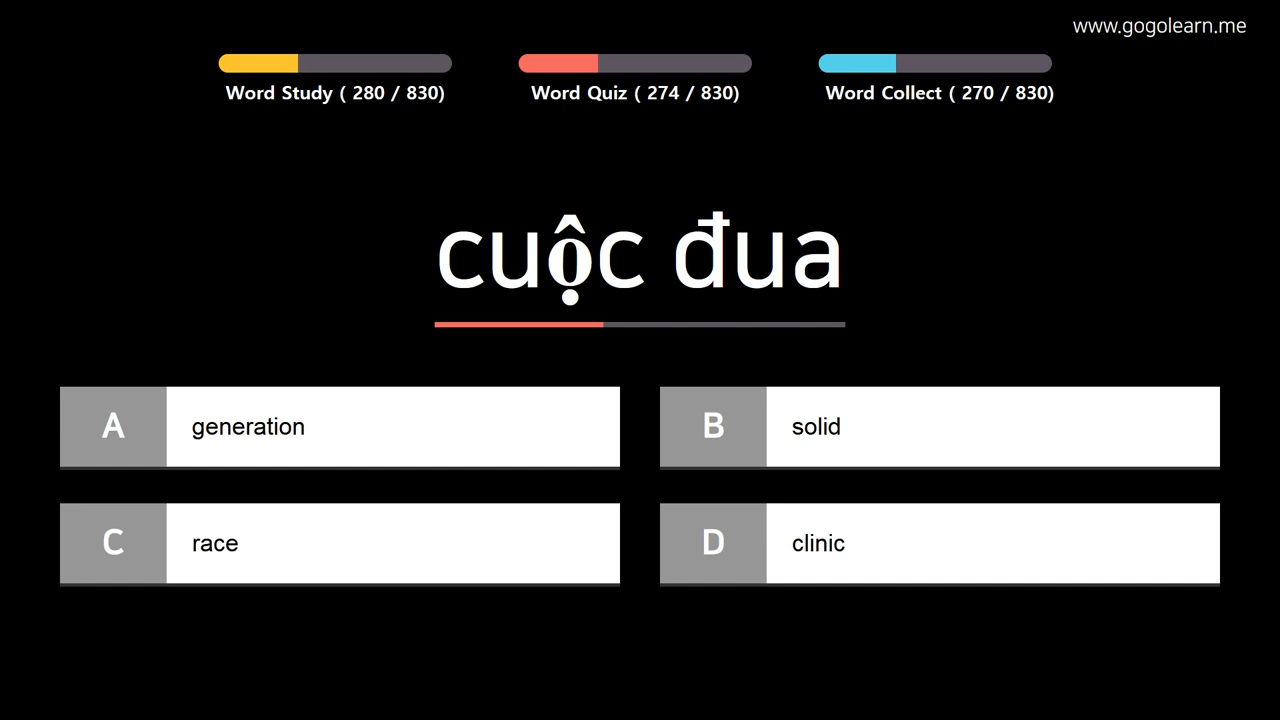 www.gogolearn.me
Word Study ( 280 / 830)
Word Quiz ( 274 / 830)
Word Collect ( 270 / 830)
cuộc đua
A generation
B solid
C race
D clinic